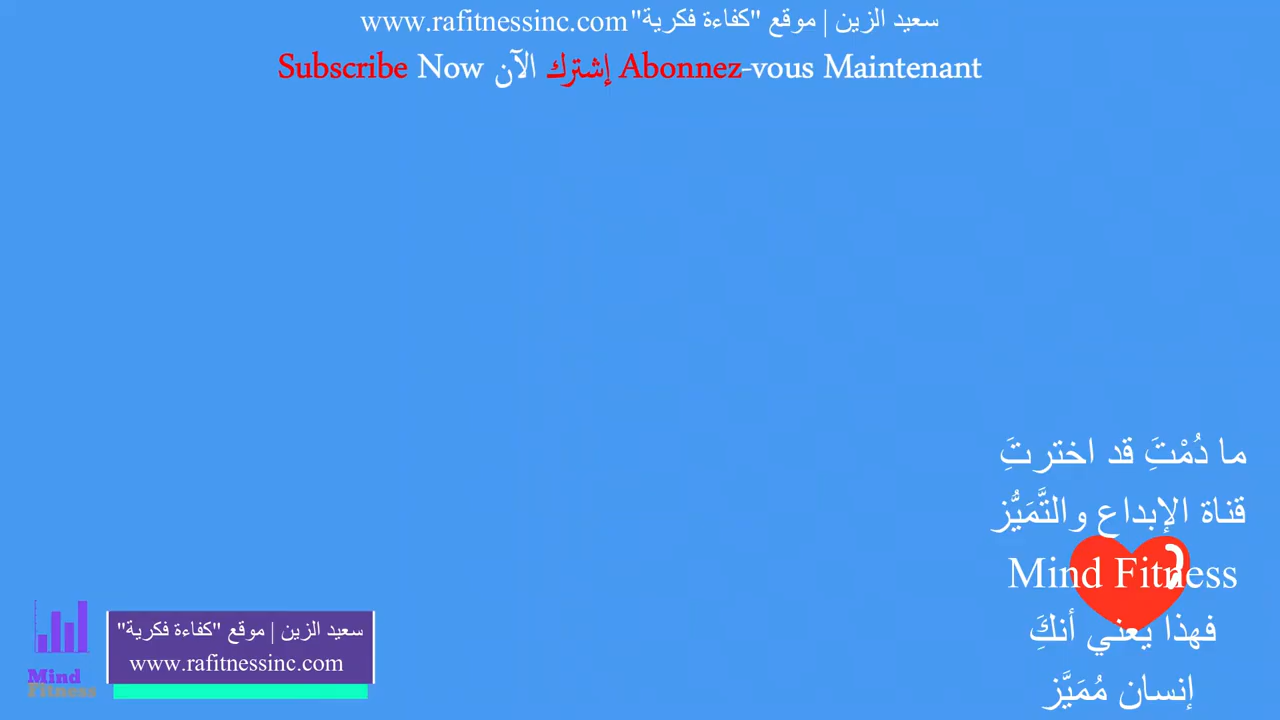 سعيد الزين | موقع "كفاءة فكرية" www.rafitnessinc.com
Subscribe Now إشترك الآن Abonnez-vous Maintenant
ما دُمْتَِ قد اخترتَِ
قناة الإبداع والتَّمَيُّز
Mind Fitness
فهذا يعني أنكَِ
إنسان مُمَيَّز
سعيد الزين | موقع "كفاءة فكرية"
www.rafitnessinc.com
Mind
Fitness